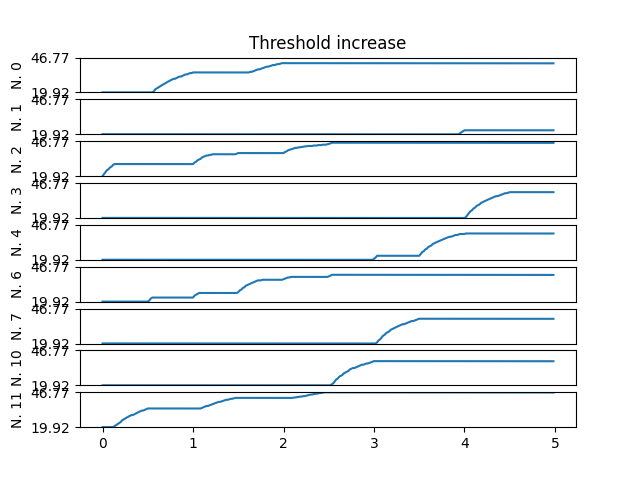 Threshold increase
46.77
N. 0
19.92
46.77
N. 1
19.92
46.77
N. 2
19.92
46.77
N. 3
19.92
46.77
N. 4
19.92
46.77
N. 6
19.92
46.77
N. 7
19.92
46.77
N. 10
19.92
46.77
N. 11
19.92
0 1 2 3 4 5